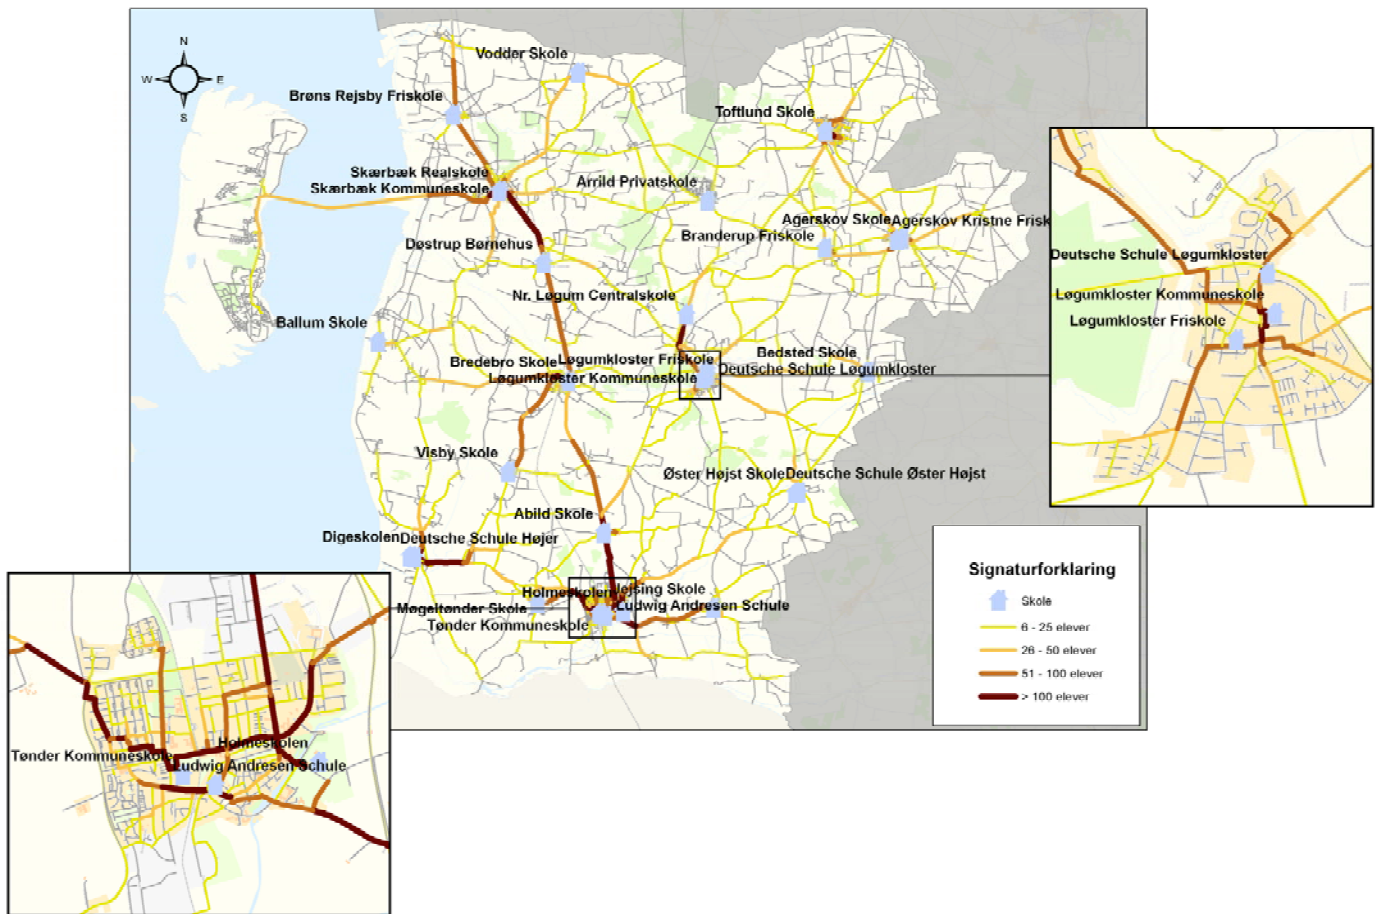 N
W
E
S
Vodder Skole
Brøns Rejsby Friskole
Toftlund Skole
Skærbæk Realskole
Skærbæk Kommuneskole
Arrild Privatskole
Agerskov Skole
Agerskov Kristne Frisk
Branderup Friskole
Døstrup Børnehus
Nr. Løgum Centralskole
Ballum Skole
Bredebro Skole
Løgumkloster Friskole
Løgumkloster Kommuneskole
Bedsted Skole
Deutsche Schule Løgumkloster
Visby Skole
Øster Højst Skole
Deutsche Schule Øster Højst
Abild Skole
Digeskolen
Deutsche Schule Højer
Holmeskolen
Jejsing Skole
Møgeltønder Skole
Ludwig Andresen Schule
Tønder Kommuneskole
Deutsche Schule Løgumkloster
Løgumkloster Kommuneskole
Løgumkloster Friskole
Signaturforklaring
Skole
6 - 25 elever
26 - 50 elever
51 - 100 elever
> 100 elever
Holmeskolen
Tønder Kommuneskole
Ludwig Andresen Schule